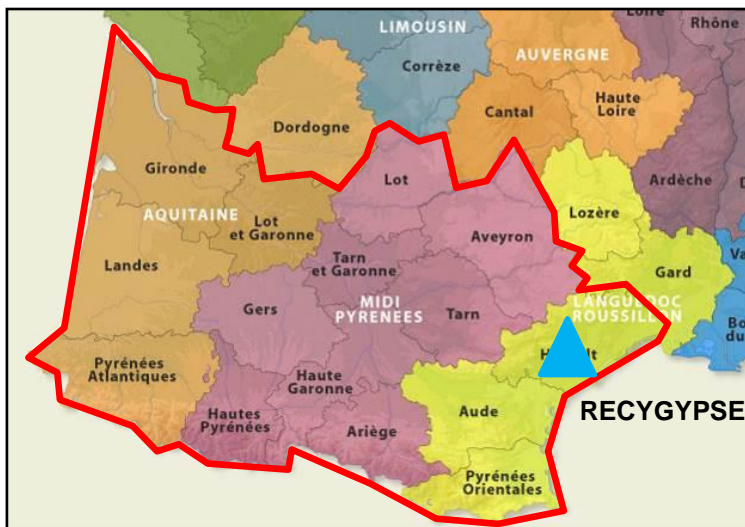 Loire
Rhône
LIMOUSIN
AUVERGNE
Corrèze
Haute
Loire
Cantal
Dordogne
Gironde
Lot
Ardèche
AQUITAINE
Lozère
Lot
et Garonne
Aveyron
Tarn
et Garonne
Landes
Gard
Gers
MIDI
PYRENEES
Tarn
LANGUEDOC
ROUSSILLON
Pyrénées
Atlantiques
Haute
Garonne
Aude
RECYGYPSE
Hautes
Pyrénées
Ariège
Pyrénées
Orientales